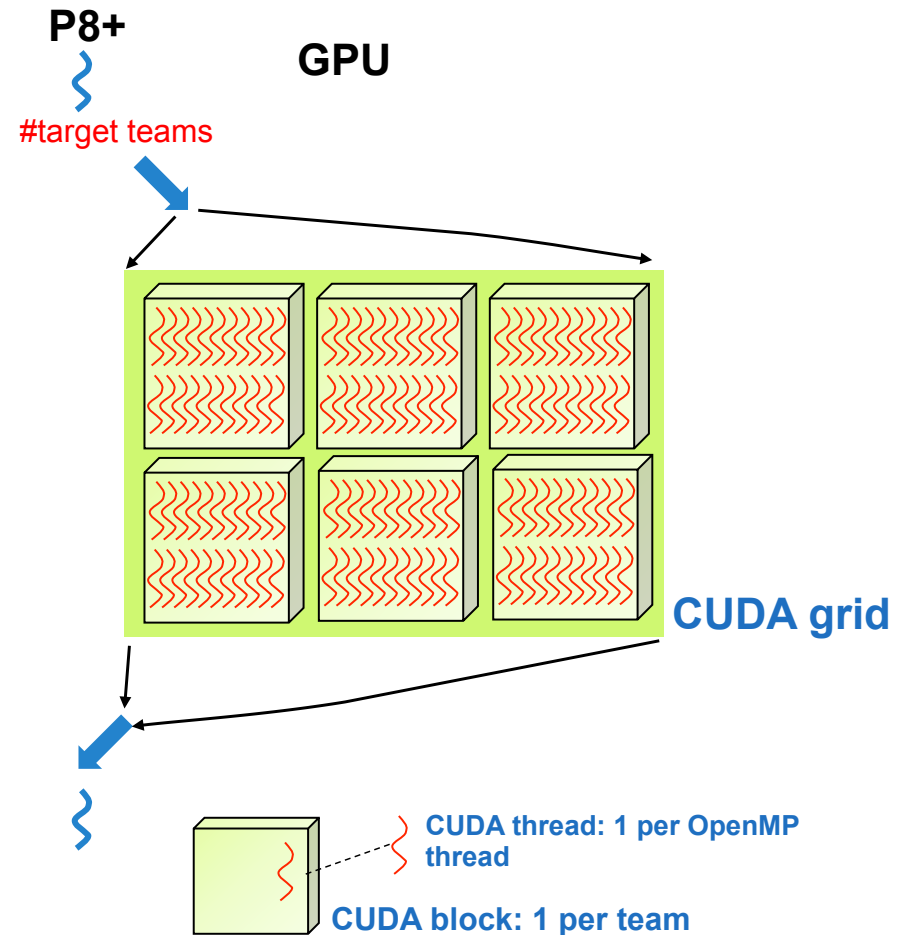 P8+
GPU
#target teams
CUDA grid
CUDA thread: 1 per OpenMP
thread
CUDA block: 1 per team